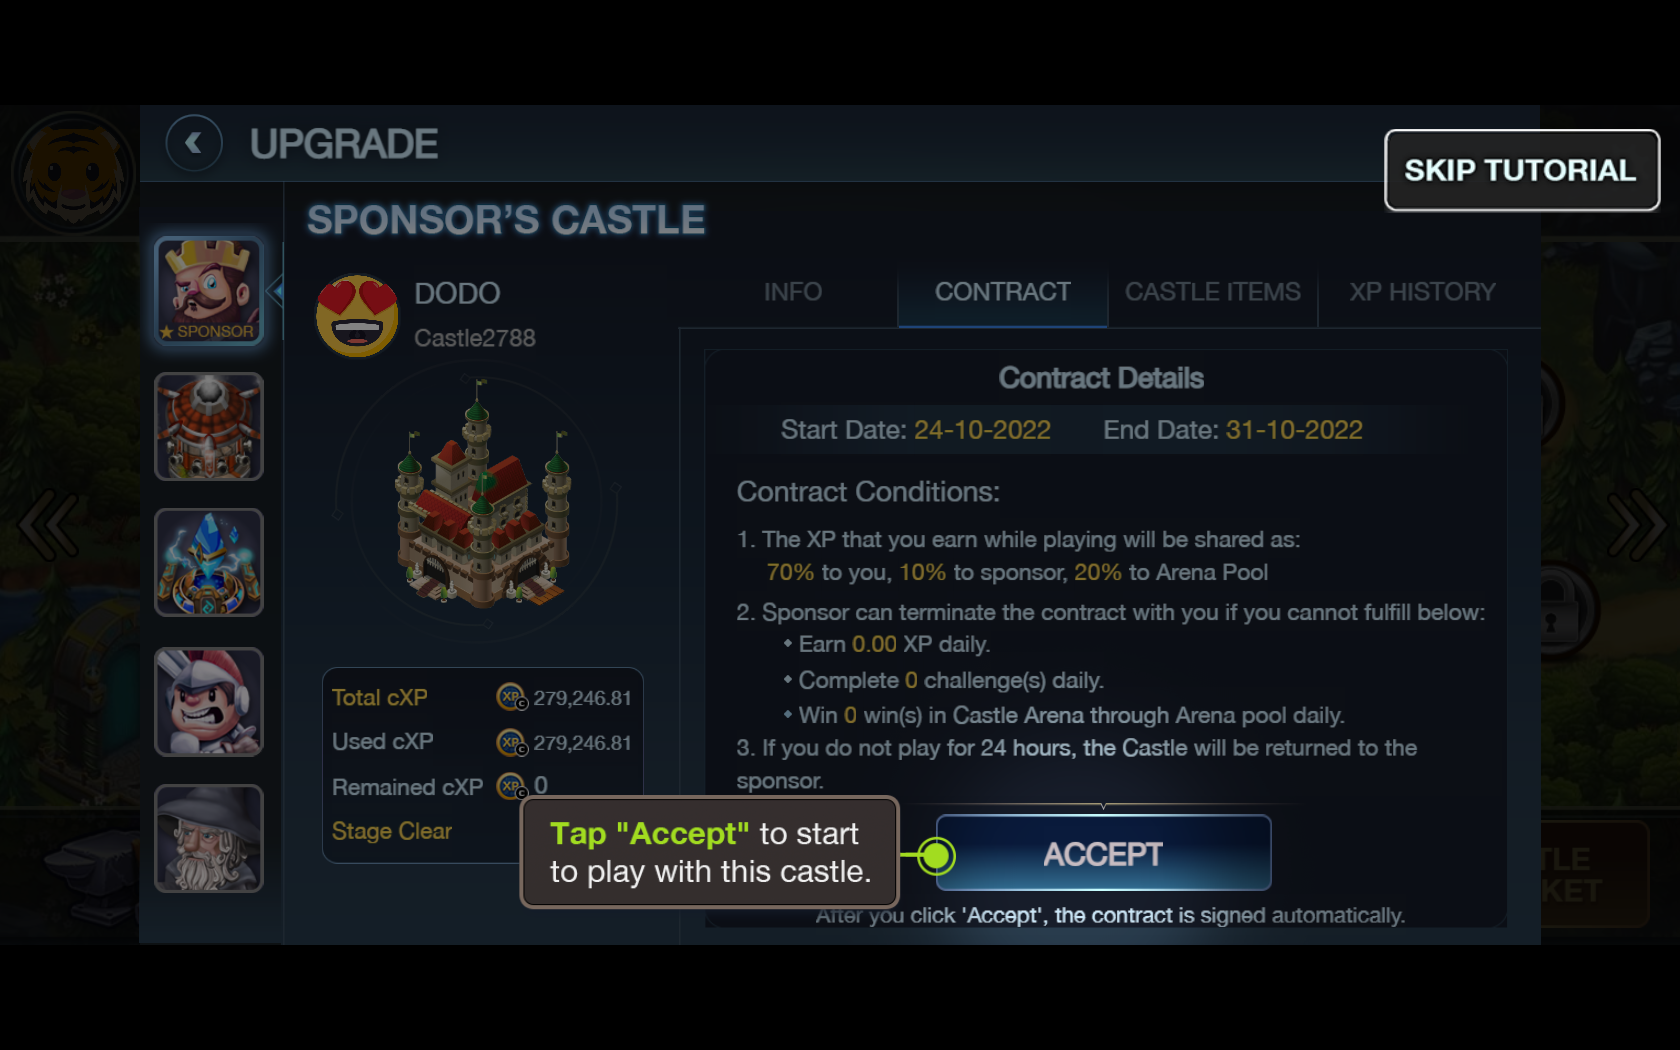 UPGRADE
SKIP TUTORIAL
SPONSOR'S CASTLE
★ SPONSOR
DODO
Castle2788
INFO
CONTRACT
CASTLE ITEMS
XP HISTORY
Contract Details
Start Date: 24-10-2022
End Date: 31-10-2022
Contract Conditions:
1. The XP that you earn while playing will be shared as:
70% to you, 10% to sponsor, 20% to Arena Pool
2. Sponsor can terminate the contract with you if you cannot fulfill below:
• Earn 0.00 XP daily.
• Complete 0 challenge(s) daily.
• Win 0 win(s) in Castle Arena through Arena pool daily.
3. If you do not play for 24 hours, the Castle will be returned to the
sponsor.
Total cXP XP C 279,246.81
Used cXP XP C 279,246.81
Remained cXP XP C 0
Stage Clear
Tap "Accept" to start
to play with this castle.
ACCEPT
After you click 'Accept', the contract is signed automatically.
TLE
KET